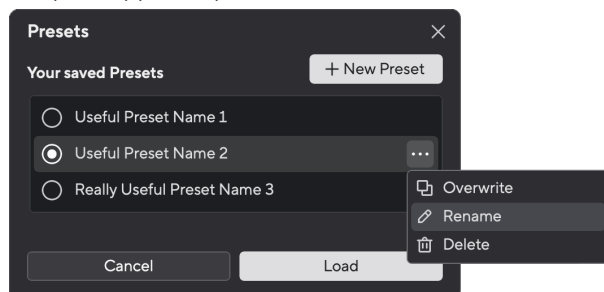 Presets
Your saved Presets
+ New Preset
Useful Preset Name 1
Useful Preset Name 2
Really Useful Preset Name 3
Overwrite
Rename
Delete
Cancel
Load